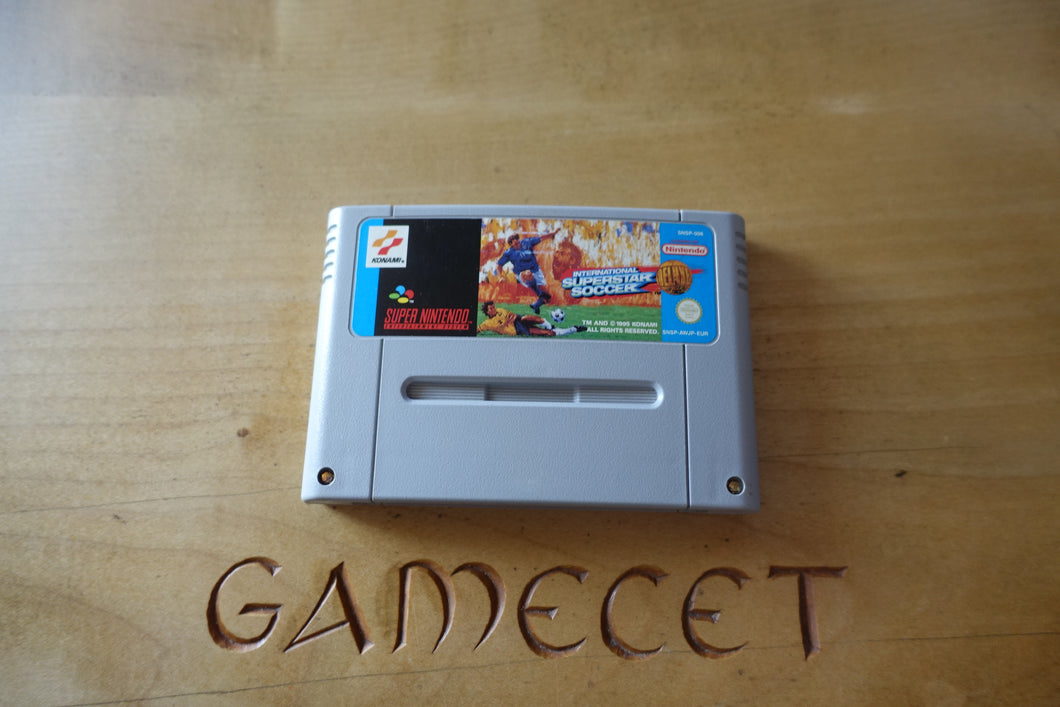 KONAMI
SUPER NINTENDO
ENTERTAINMENT SYSTEM
INTERNATIONAL
SUPERSTAR
SOCCER
DELUXE
TM AND © 1995 KONAMI
ALL RIGHTS RESERVED.
SNSP-006
Nintendo
SNSP-AWJP-EUR
GAMECET